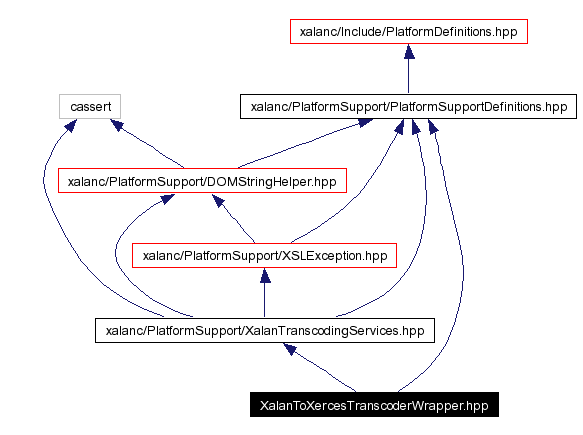 xalanc/Include/PlatformDefinitions.hpp
cassert
xalanc/PlatformSupport/PlatformSupportDefinitions.hpp
xalanc/PlatformSupport/DOMStringHelper.hpp
xalanc/PlatformSupport/XSLException.hpp
xalanc/PlatformSupport/XalanTranscodingServices.hpp
XalanToXercesTranscoderWrapper.hpp